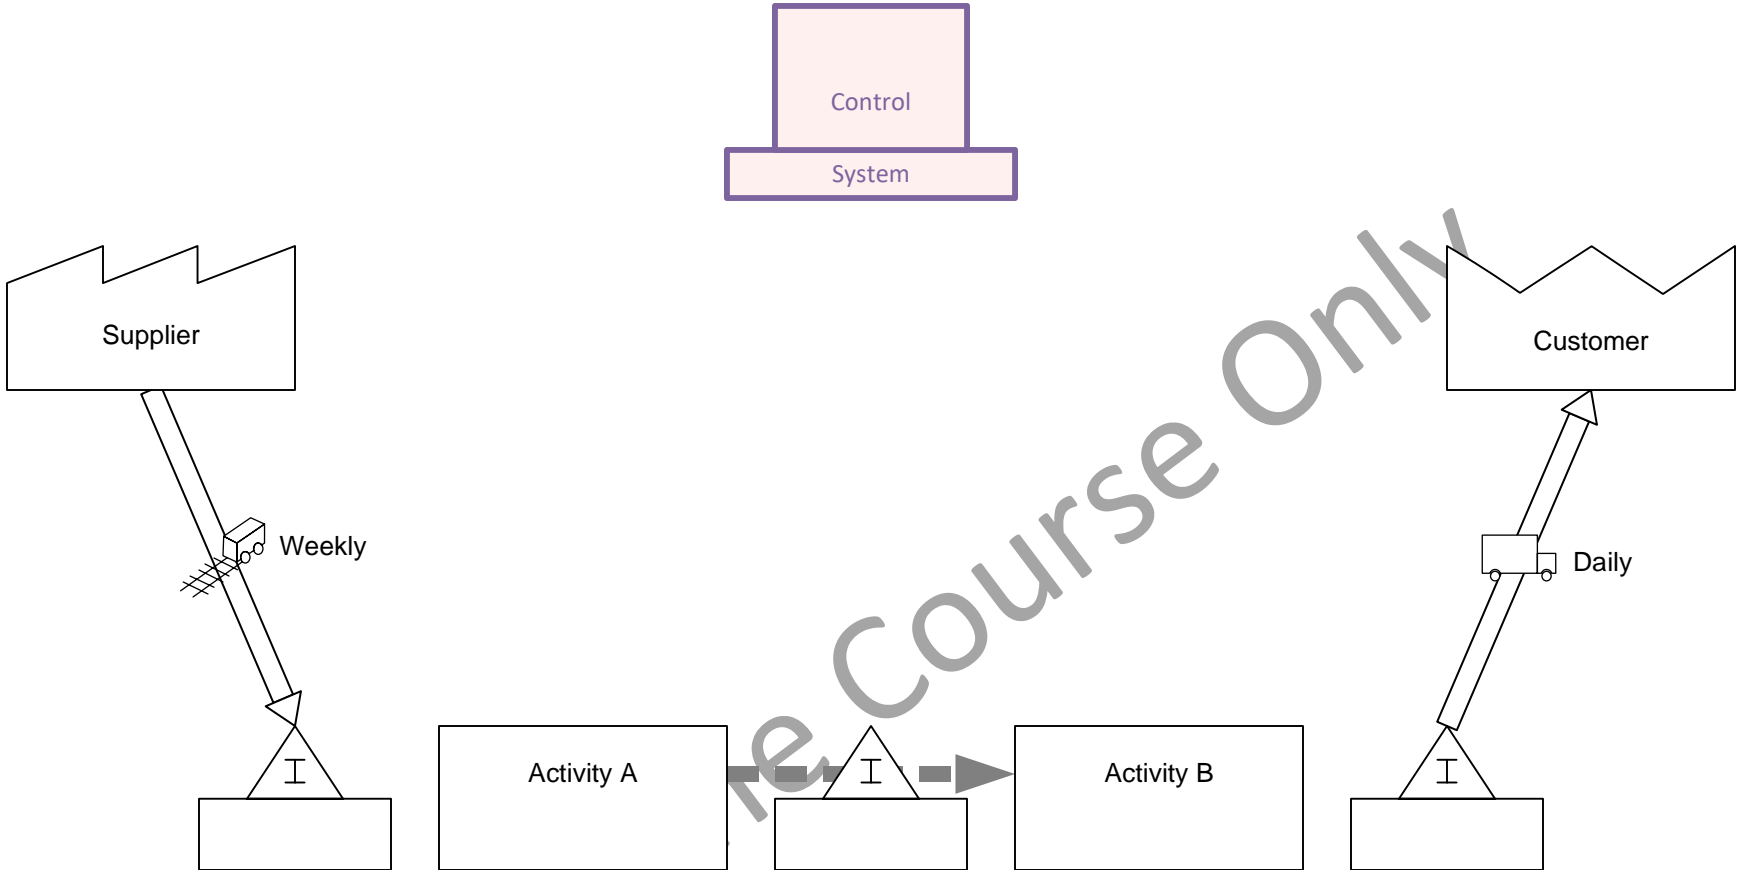 Control
System
Supplier
Customer
Weekly
Daily
I
Activity A
I
Activity B
I
Course Only